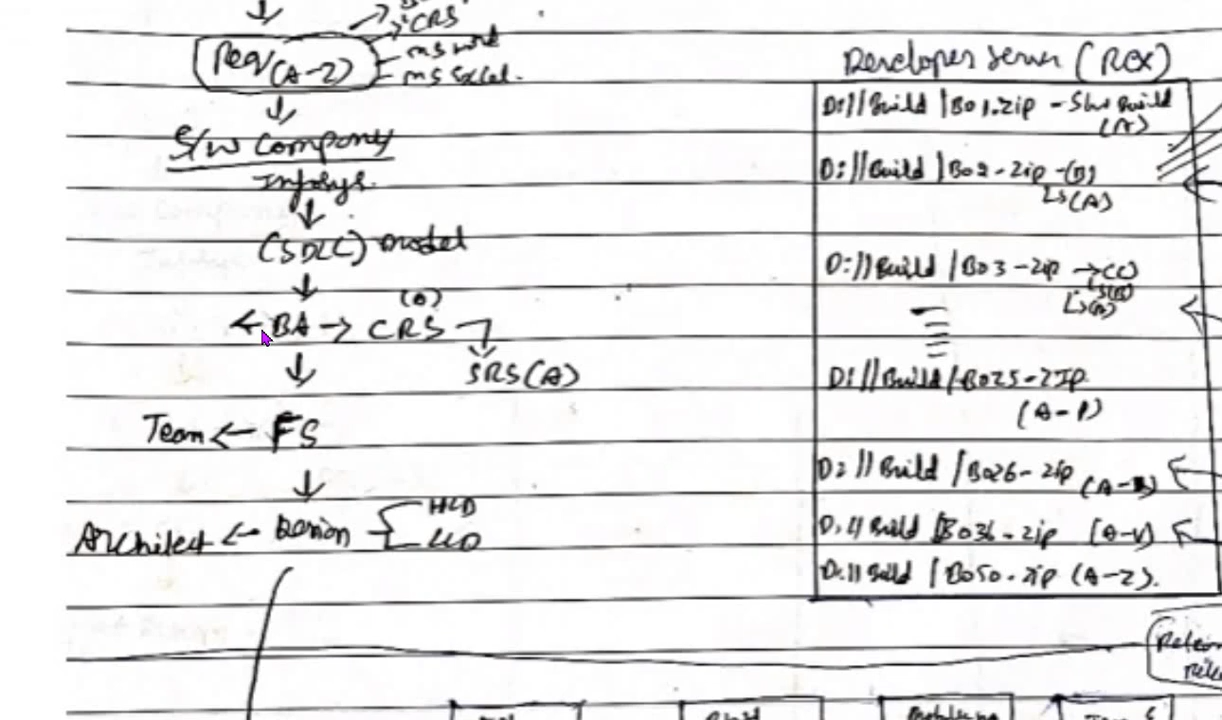 CRS
Req (A-Z)
ms word
ms Excel.
S/W Company
Infosys.
(SDLC) model
(A)
← BA → CRS
SRS(A)
Team ← FS
Architect ← Design
HLD
LLD
Developer Server (REX)
D://Build/B01.zip - S/w Build
(A)
D://Build/B02-zip -(B)
↳(A)
D://Build/B03-zip →(C)
↳(B)
↳(A)
D://Build/B025-ZIP
(A-P)
D://Build/B026-zip
D://Build/B036-zip (A-V)
D://Build/B050-zip (A-Z).